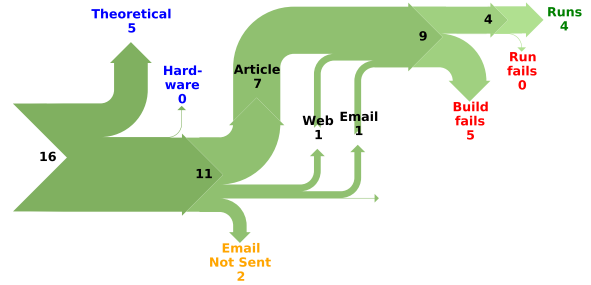 Theoretical
5
Hard-
ware
0
16
11
Article
7
Web
1
Email
1
Email
Not Sent
2
9
4
Runs
4
Run
fails
0
Build
fails
5